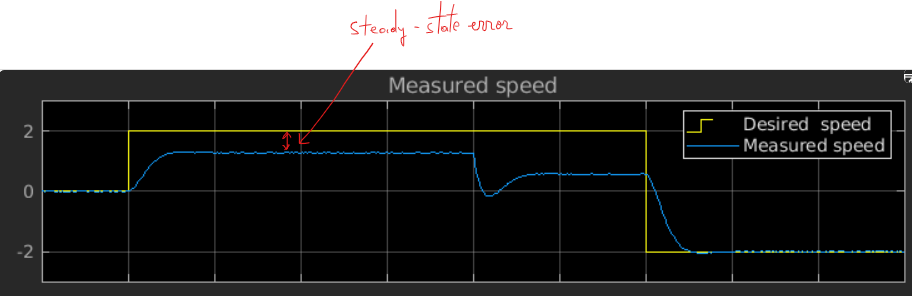 steady-state error
Measured speed
Desired speed
Measured speed
2
0
-2